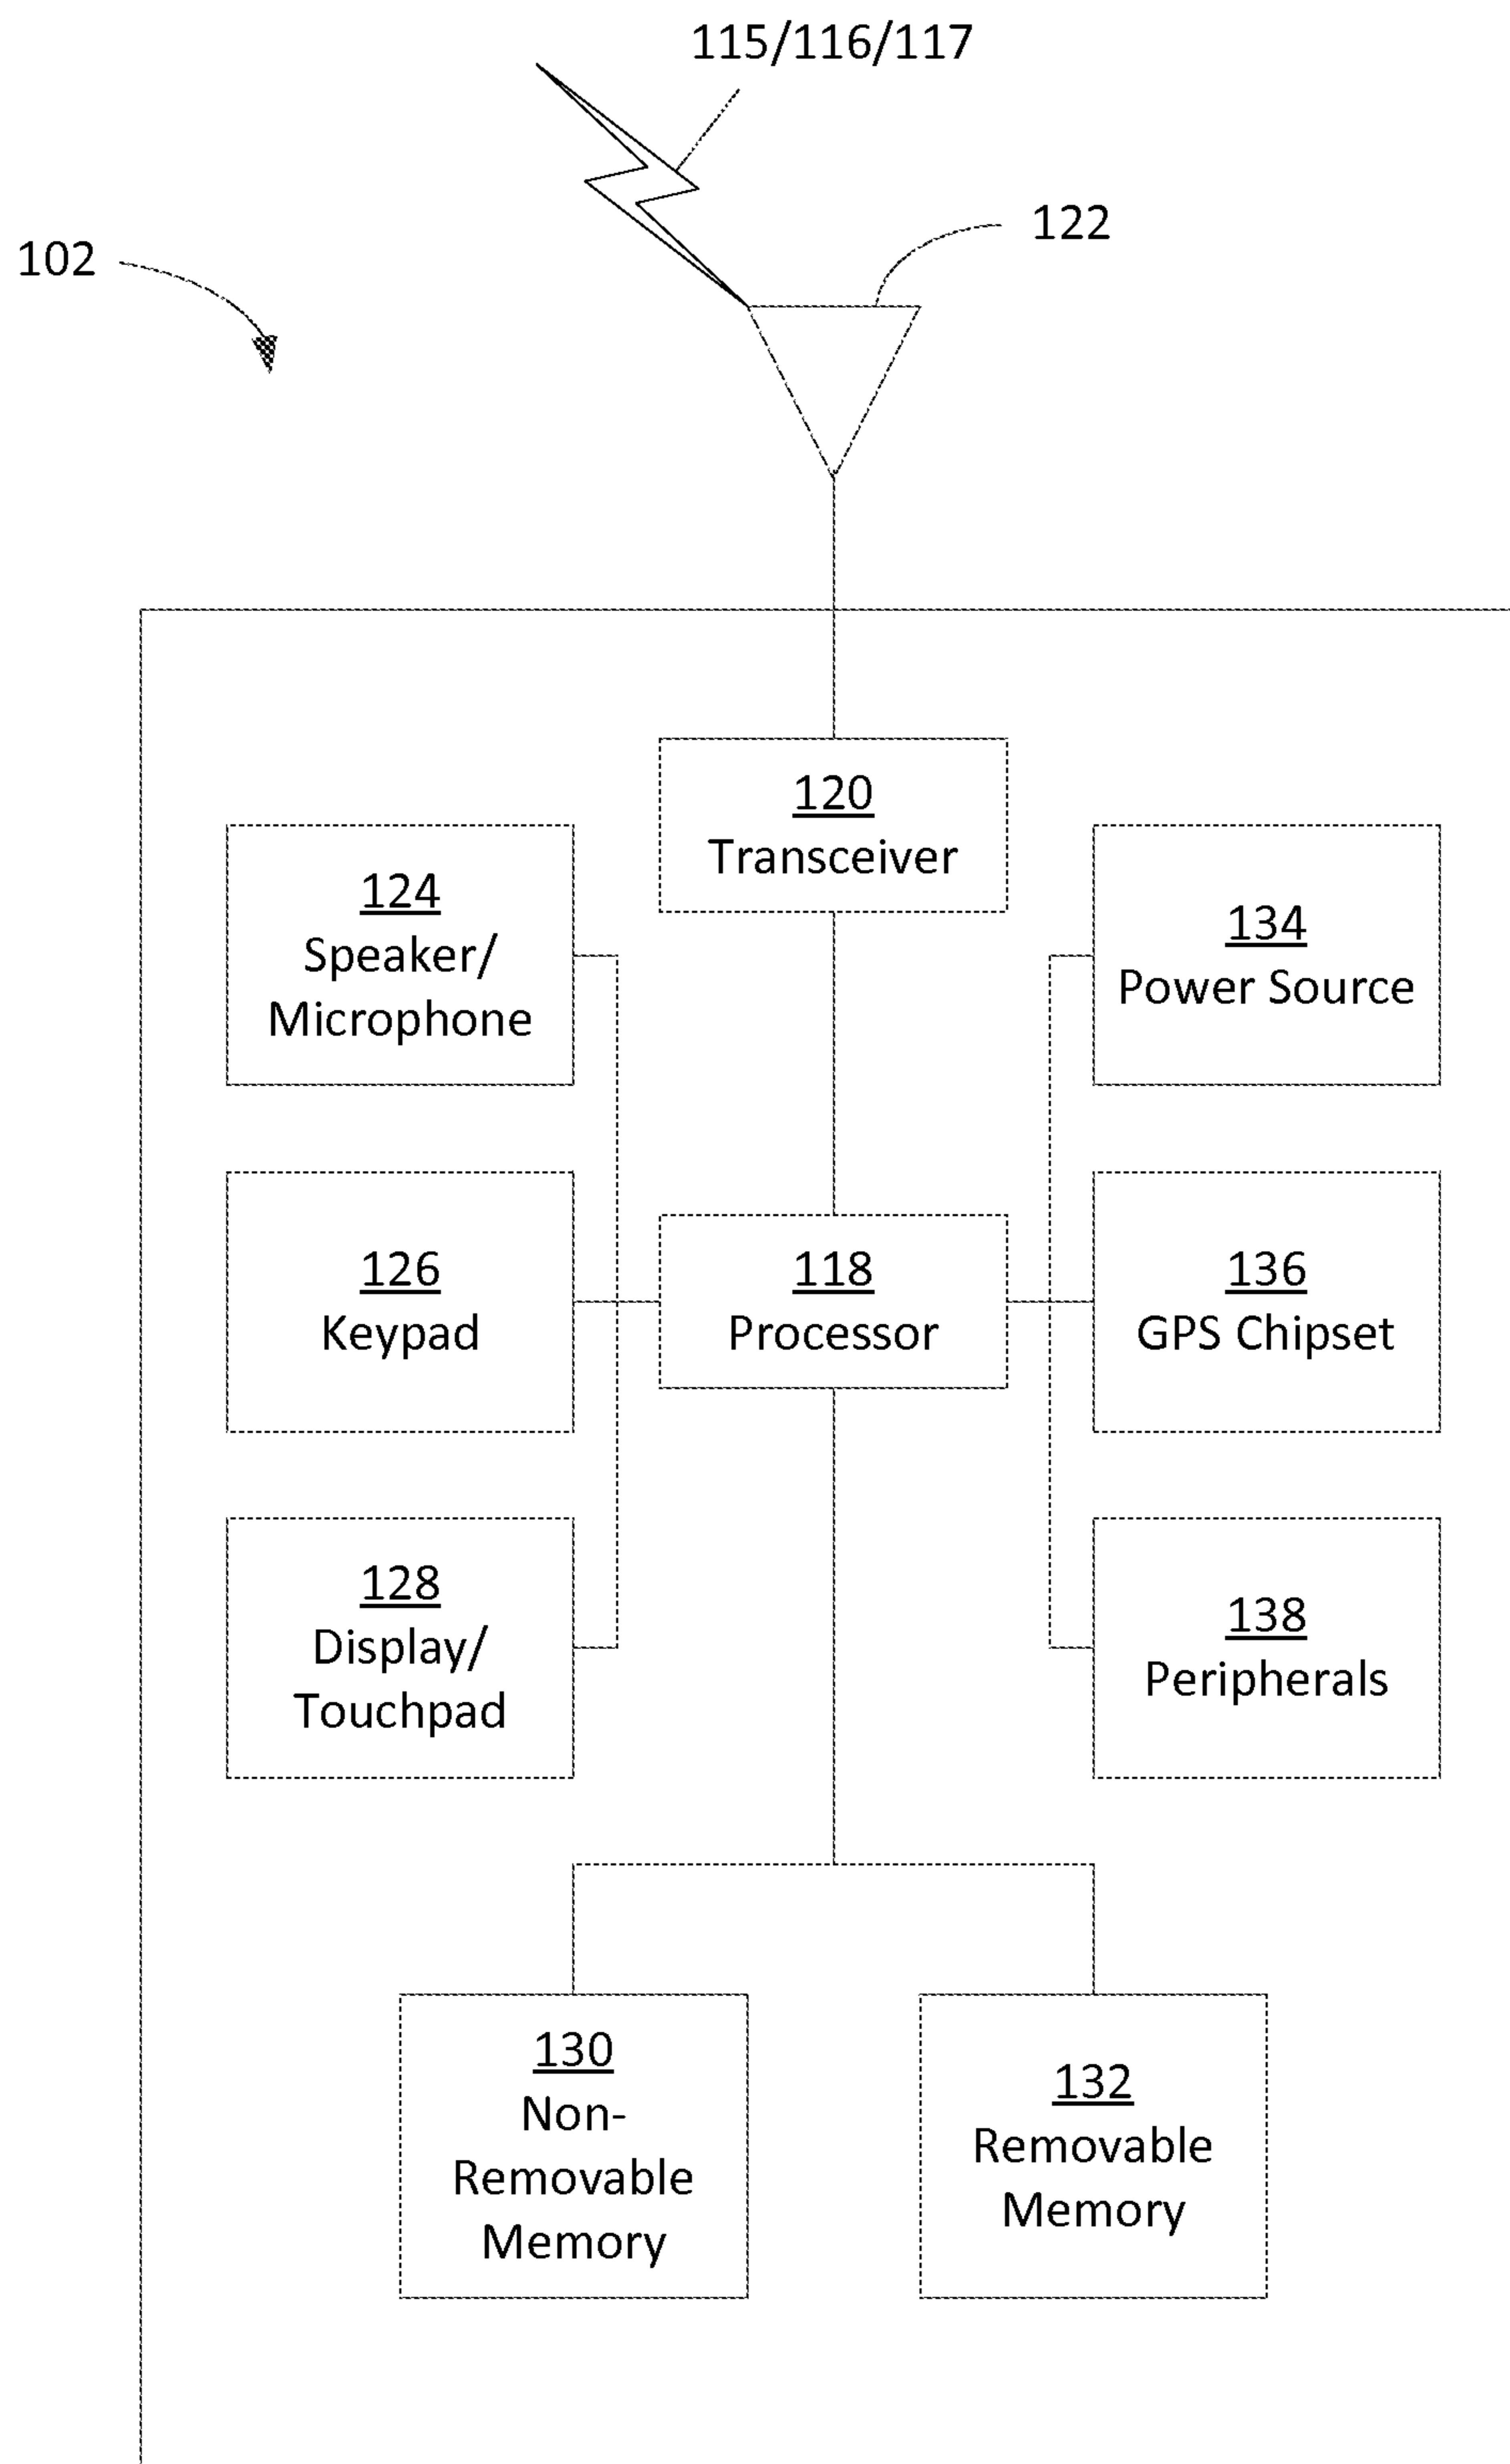 115/116/117
122
102
120
Transceiver
124
Speaker/
Microphone
134
Power Source
126
Keypad
118
Processor
136
GPS Chipset
128
Display/
Touchpad
138
Peripherals
130
Non-
Removable
Memory
132
Removable
Memory